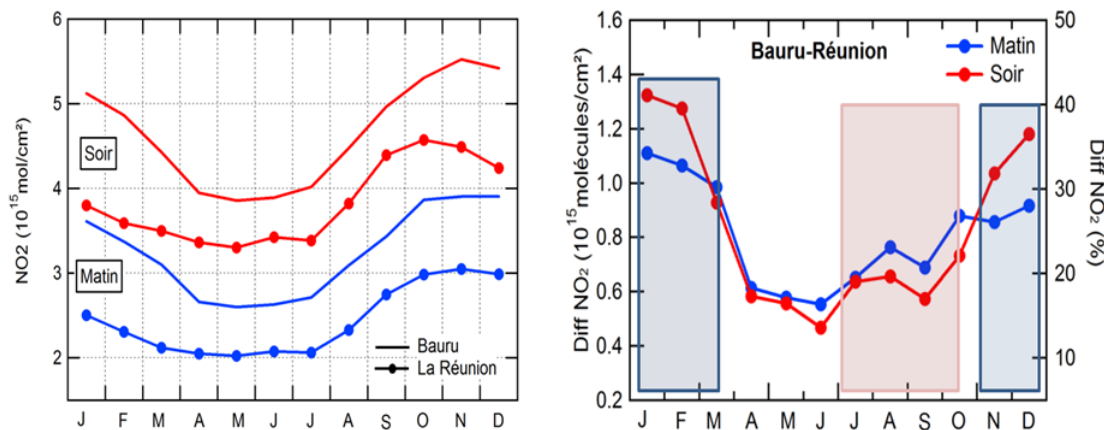 6
5
4
3
2
NO2 (10¹⁵mol/cm²)
Soir
Matin
Bauru
La Réunion
J F M A M J J A S O N D
Bauru-Réunion
Matin
Soir
1.6
1.4
1.2
1.0
0.8
0.6
0.4
0.2
Diff NO₂ (10¹⁵molécules/cm²)
50
40
30
20
10
Diff NO₂ (%)
J F M A M J J A S O N D